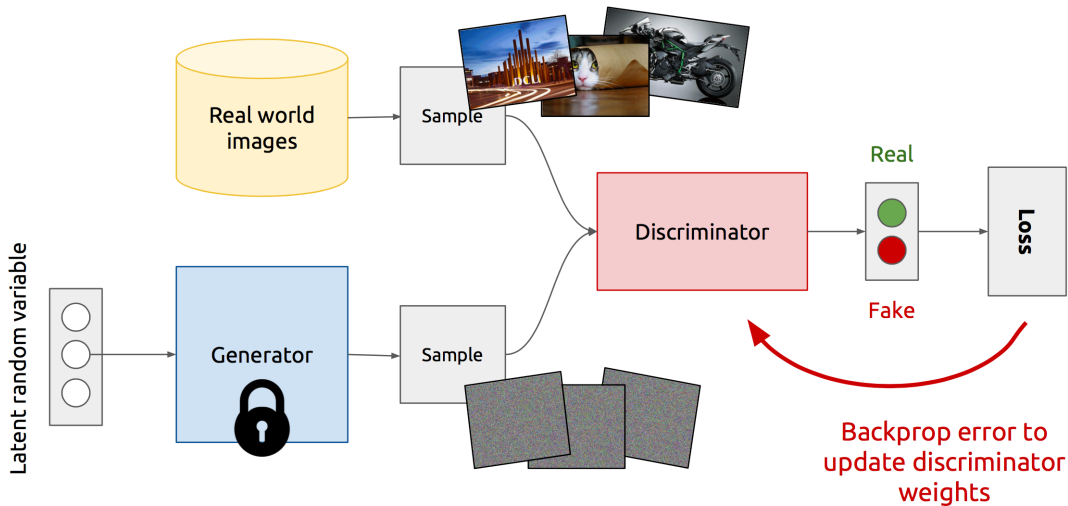 Real world
images
Sample
DCU
Latent random variable
Generator
Sample
Discriminator
Real
Fake
Loss
Backprop error to
update discriminator
weights